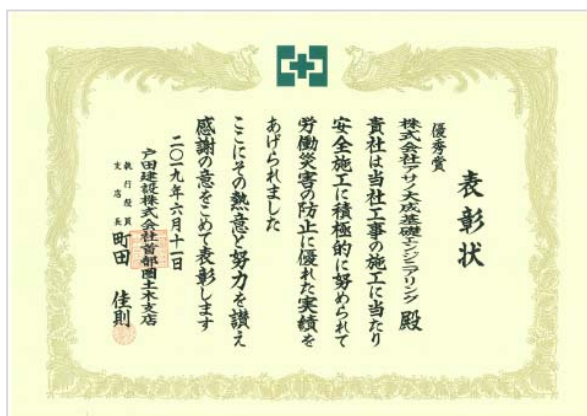 表彰状
優秀賞
株式会社アサノ大成基礎エンジニアリング 殿
貴社は当社工事の施工に当たり
安全施工に積極的に努められて
労働災害の防止に優れた実績を
あげられました
ここにその熱意と努力を讃え
感謝の意をこめて表彰します
二〇一九年六月十一日
戸田建設株式会社首都圏土木支店
執行役員
支店長 町田 佳則